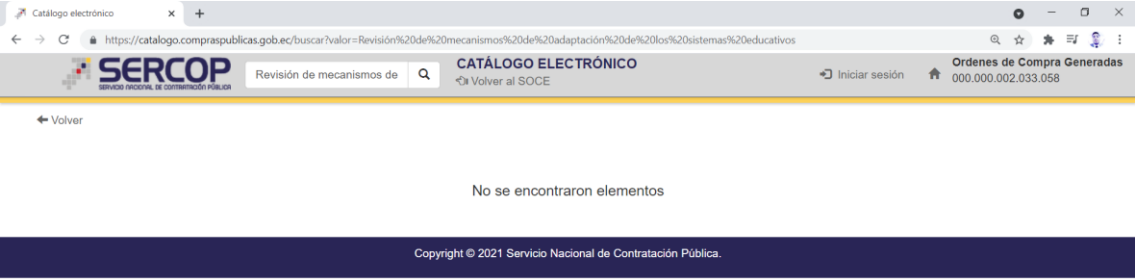 Catálogo electrónico
https://catalogo.compraspublicas.gob.ec/buscar?valor=Revisión%20de%20mecanismos%20de%20adaptación%20de%20los%20sistemas%20educativos
SERCOP
SERVICIO NACIONAL DE CONTRATACIÓN PÚBLICA
Revisión de mecanismos de
CATÁLOGO ELECTRÓNICO
Volver al SOCE
Iniciar sesión
Ordenes de Compra Generadas
000.000.002.033.058
Volver
No se encontraron elementos
Copyright © 2021 Servicio Nacional de Contratación Pública.